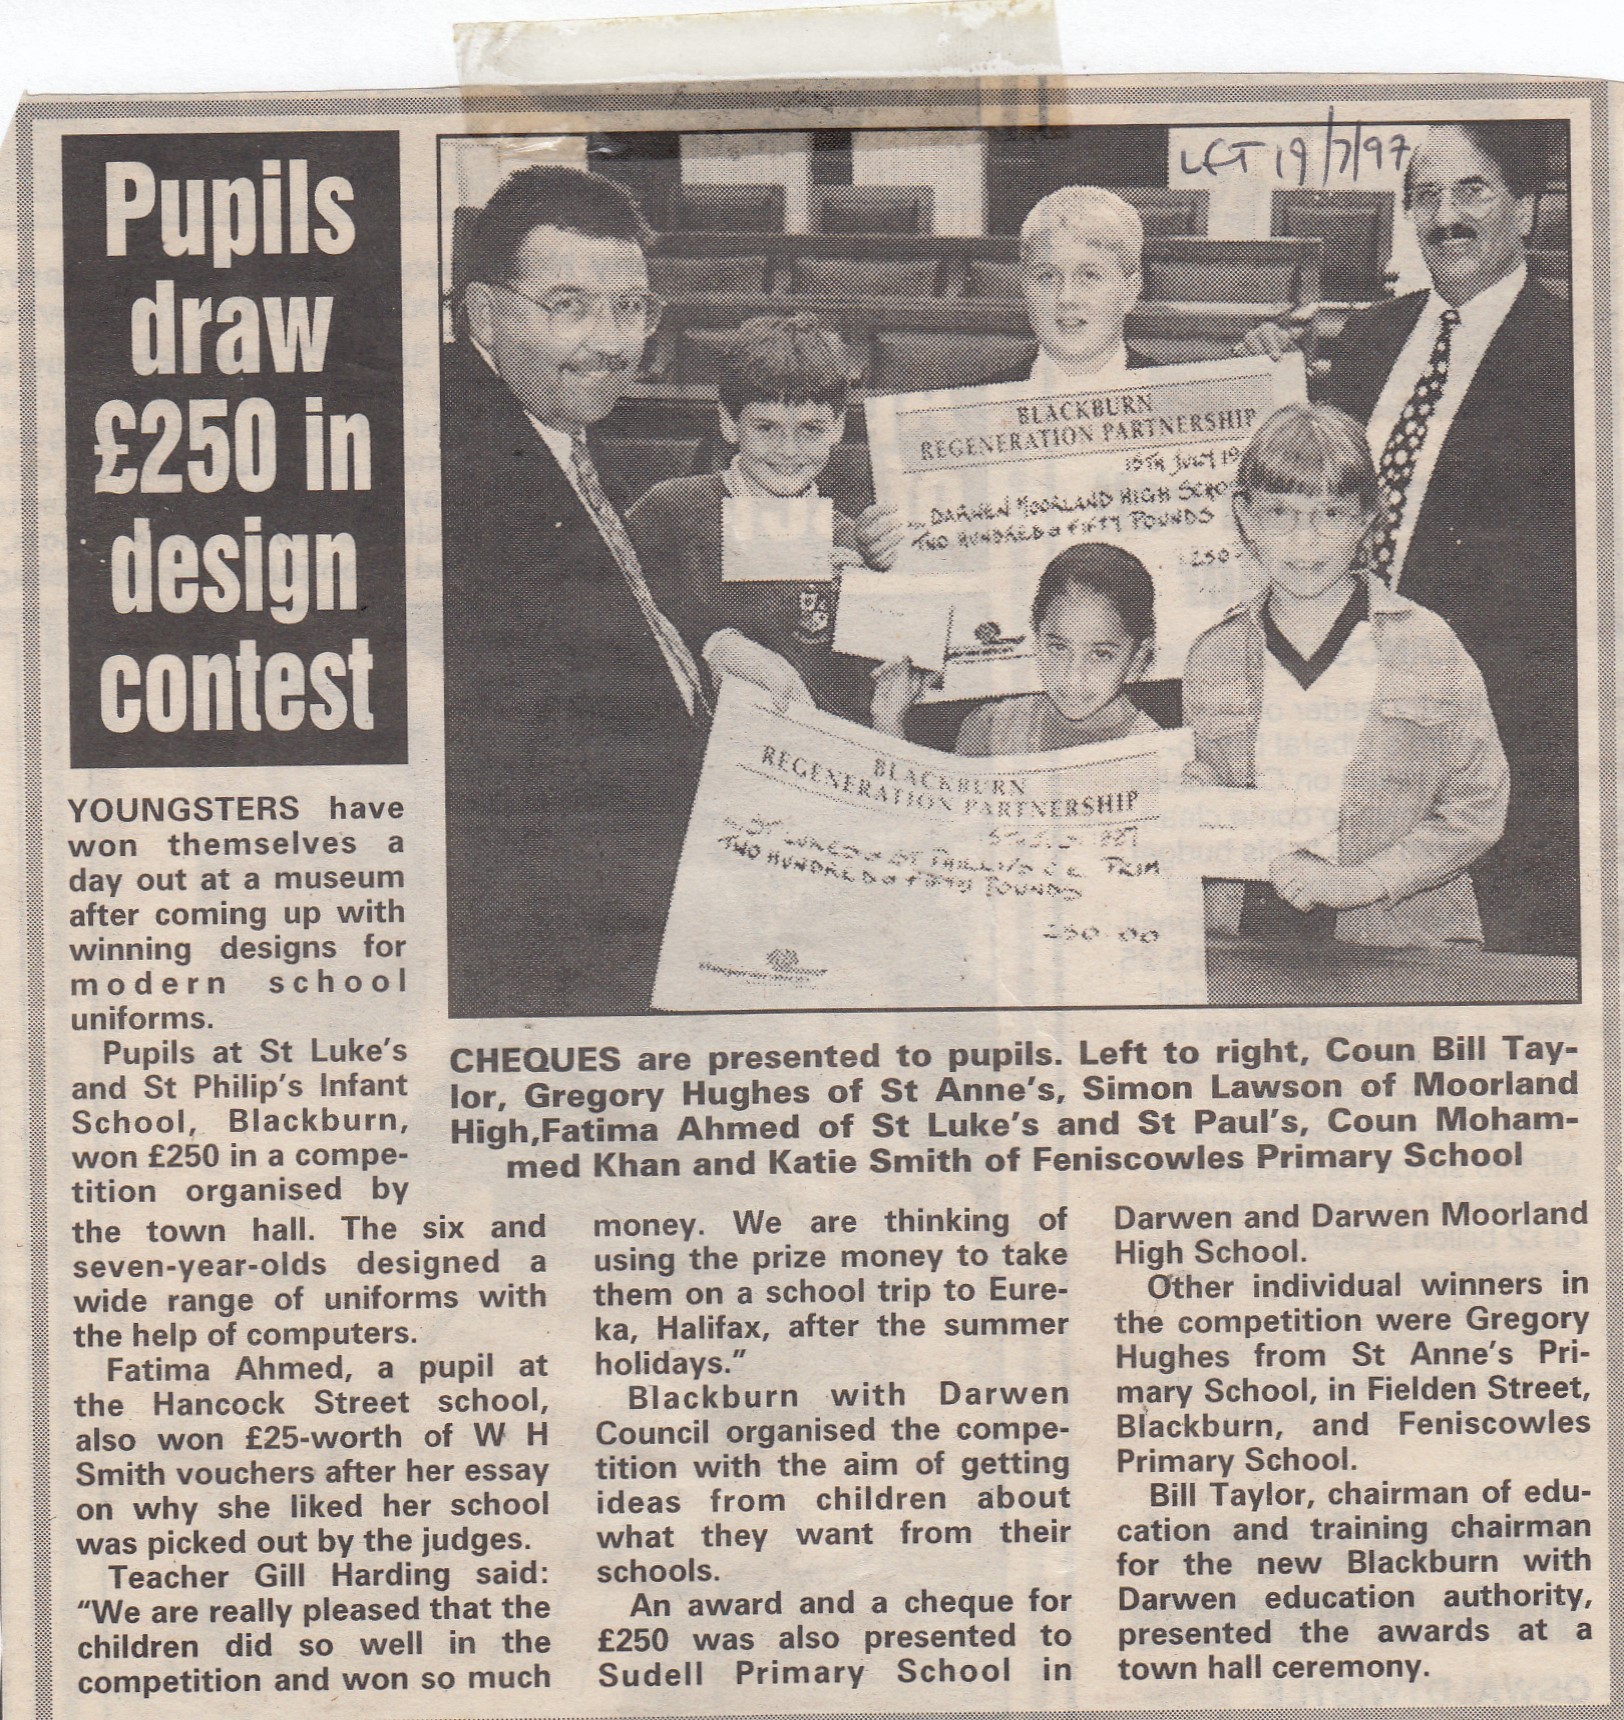 Pupils
draw
£250 in
design
contest
LET 19/7/97
BLACKBURN
REGENERATION PARTNERSHIP
15TH JULY 19
DARWEN MOORLAND HIGH SCHO
TWO HUNDRED & FIFTY POUNDS
250-
BLACKBURN
REGENERATION PARTNERSHIP
TWO HUNDRED & FIFTY POUNDS
250 00
YOUNGSTERS have
won themselves a
day out at a museum
after coming up with
winning designs for
modern school
uniforms.
Pupils at St Luke's
and St Philip's Infant
School, Blackburn,
won £250 in a compe-
tition organised by
the town hall. The six and
seven-year-olds designed a
wide range of uniforms with
the help of computers.
Fatima Ahmed, a pupil at
the Hancock Street school,
also won £25-worth of W H
Smith vouchers after her essay
on why she liked her school
was picked out by the judges.
Teacher Gill Harding said:
"We are really pleased that the
children did so well in the
competition and won so much
CHEQUES are presented to pupils. Left to right, Coun Bill Tay-
lor, Gregory Hughes of St Anne's, Simon Lawson of Moorland
High,Fatima Ahmed of St Luke's and St Paul's, Coun Moham-
med Khan and Katie Smith of Feniscowles Primary School
money. We are thinking of
using the prize money to take
them on a school trip to Eure-
ka, Halifax, after the summer
holidays."
Blackburn with Darwen
Council organised the compe-
tition with the aim of getting
ideas from children about
what they want from their
schools.
An award and a cheque for
£250 was also presented to
Sudell Primary School in
Darwen and Darwen Moorland
High School.
Other individual winners in
the competition were Gregory
Hughes from St Anne's Pri-
mary School, in Fielden Street,
Blackburn, and Feniscowles
Primary School.
Bill Taylor, chairman of edu-
cation and training chairman
for the new Blackburn with
Darwen education authority,
presented the awards at a
town hall ceremony.